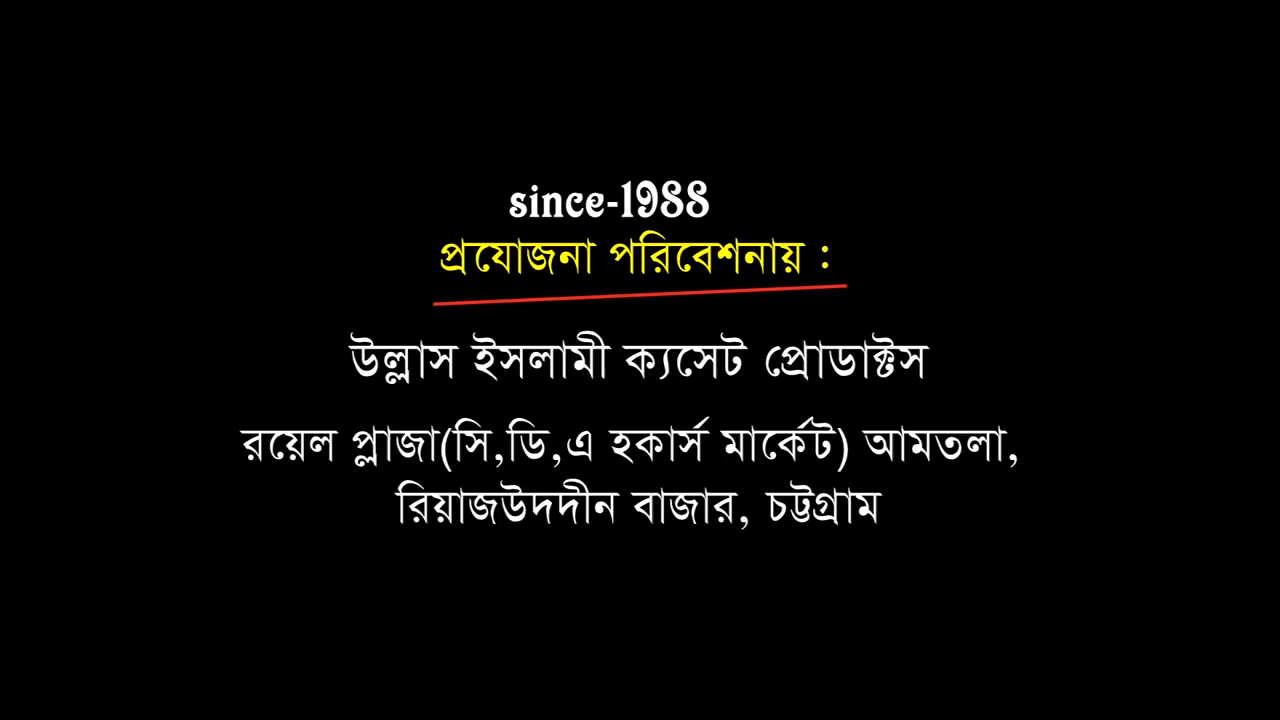 since-1988
প্রযোজনা পরিবেশনায় :
উল্লাস ইসলামী ক্যসেট প্রোডাক্টস
রয়েল প্লাজা(সি,ডি,এ হকার্স মার্কেট) আমতলা,
রিয়াজউদদীন বাজার, চট্টগ্রাম